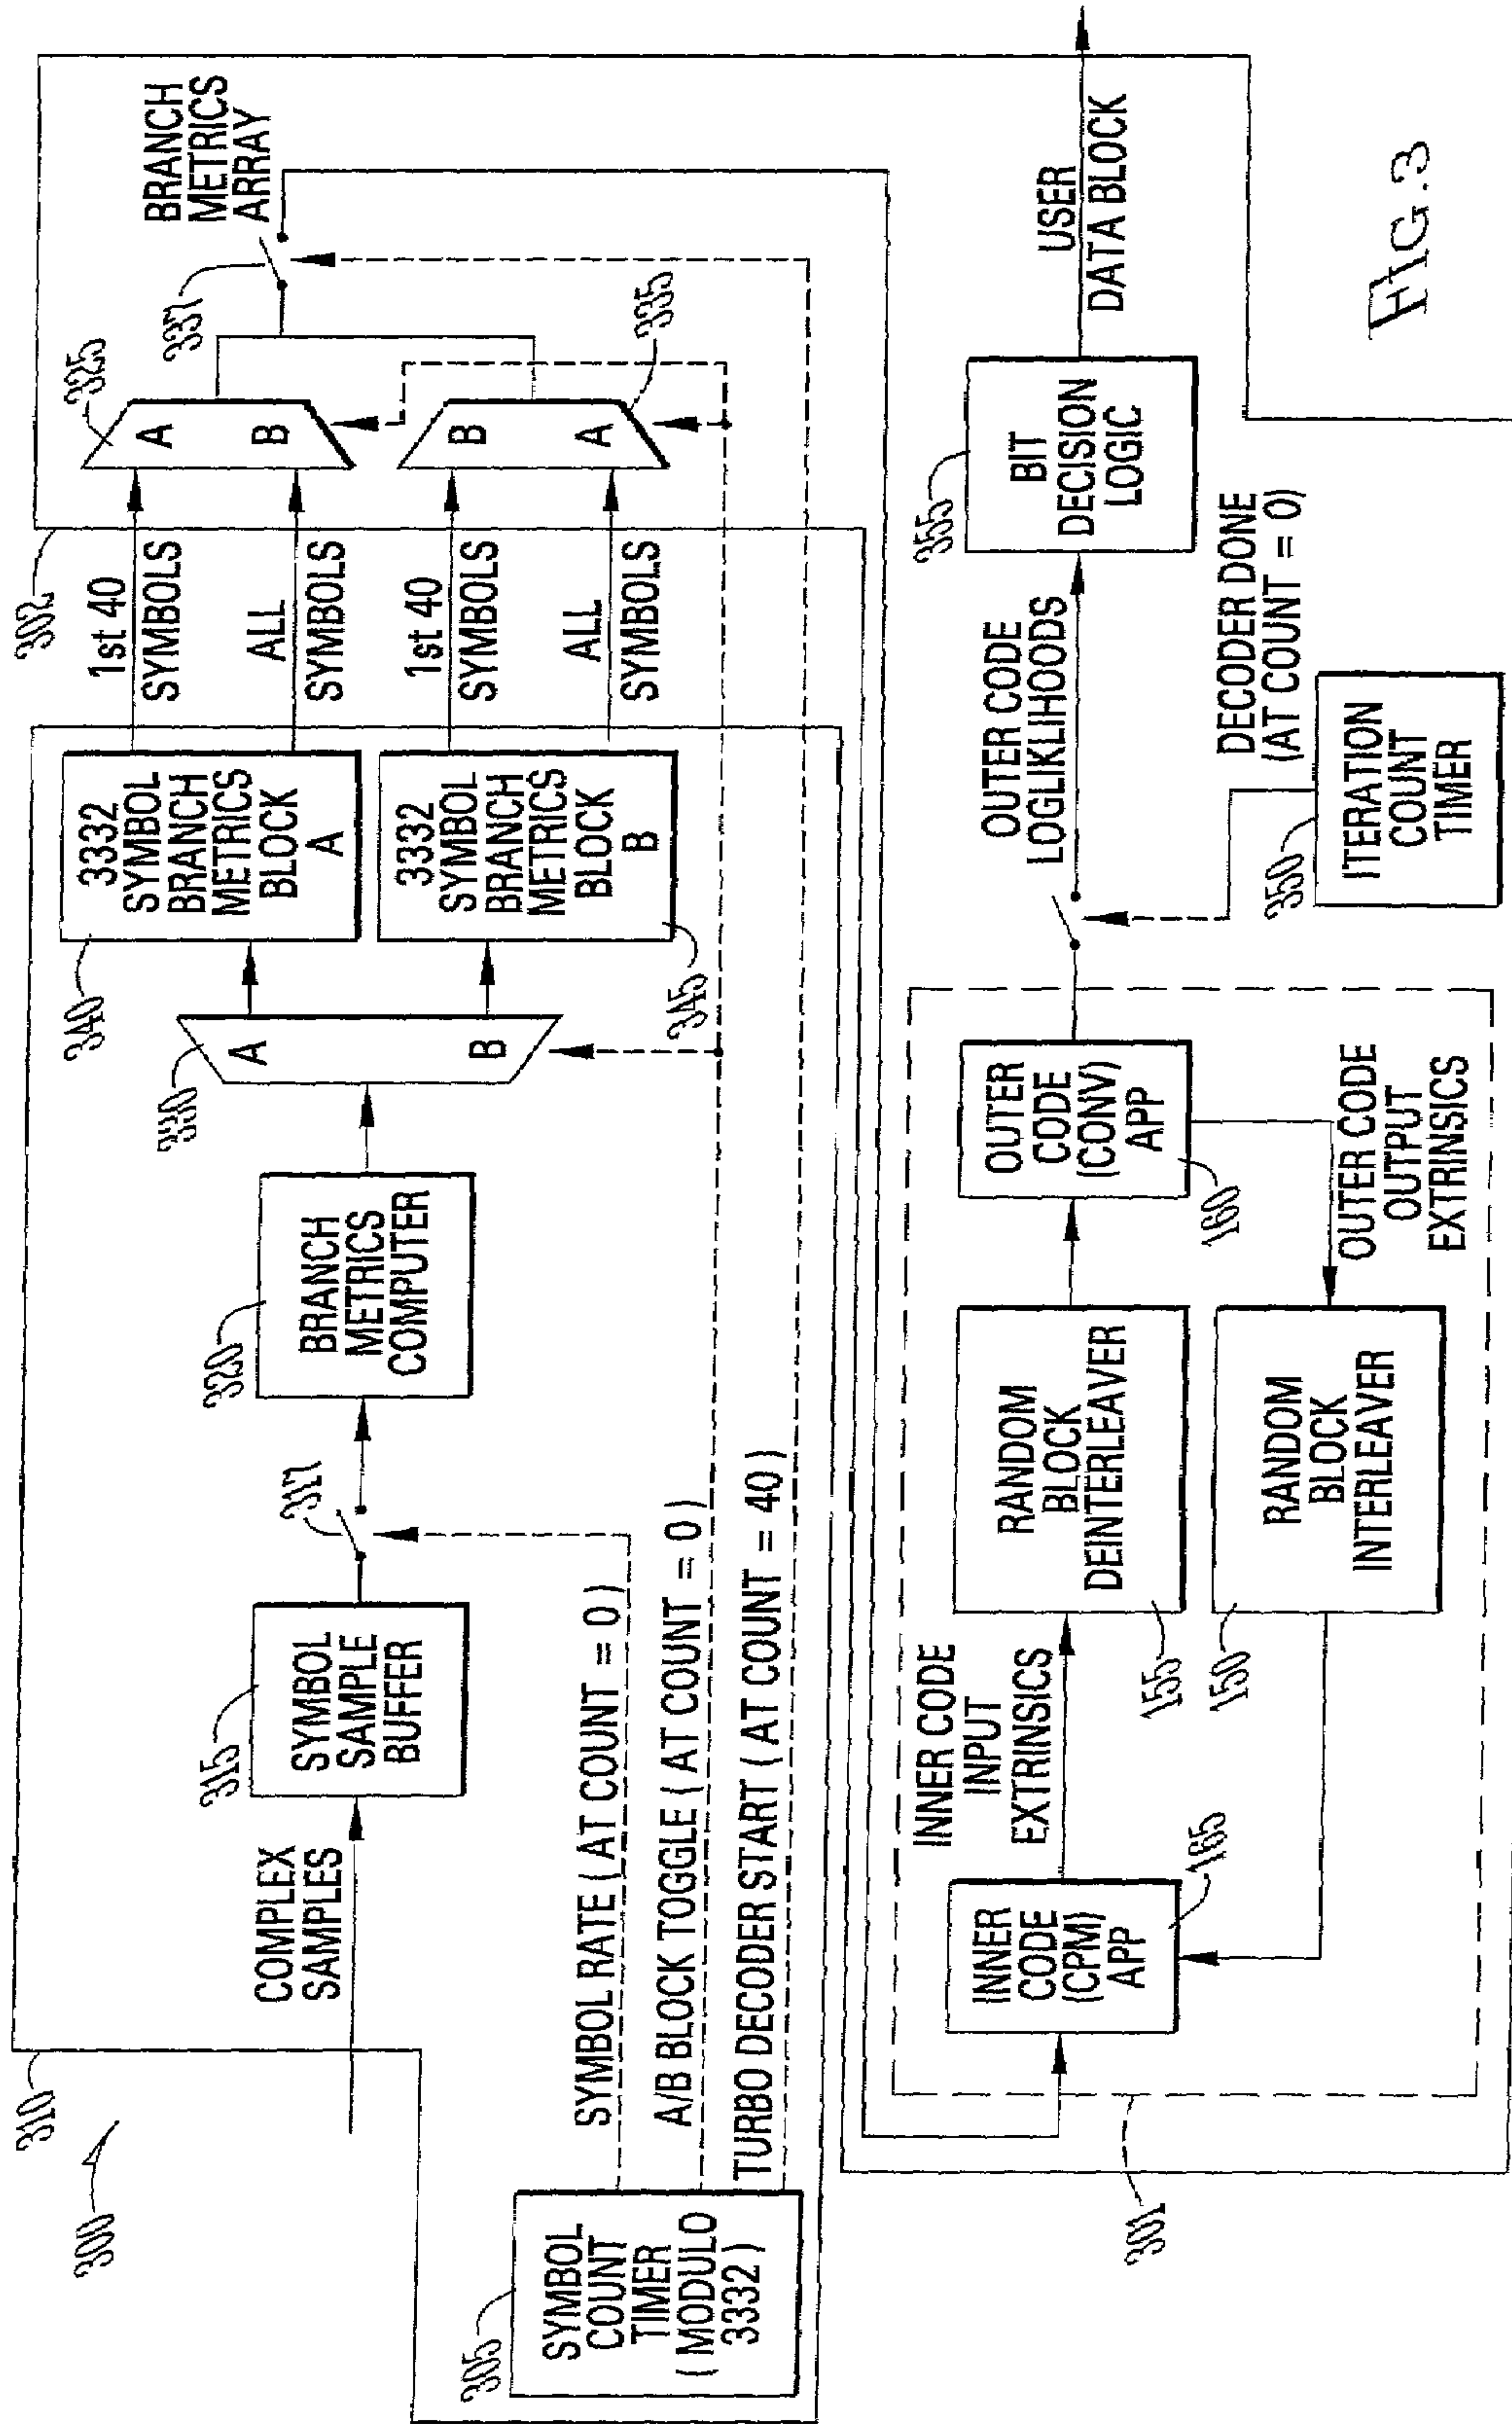 300
310
COMPLEX
SAMPLES
315
SYMBOL
SAMPLE
BUFFER
317
320
BRANCH
METRICS
COMPUTER
330
A
B
340
3332
SYMBOL
BRANCH
METRICS
BLOCK
A
345
3332
SYMBOL
BRANCH
METRICS
BLOCK
B
302
1st 40
SYMBOLS
ALL
SYMBOLS
1st 40
SYMBOLS
ALL
SYMBOLS
325
A
B
335
B
A
337
BRANCH
METRICS
ARRAY
305
SYMBOL
COUNT
TIMER
( MODULO
3332 )
SYMBOL RATE ( AT COUNT = 0 )
A/B BLOCK TOGGLE ( AT COUNT = 0 )
TURBO DECODER START ( AT COUNT = 40 )
301
INNER
CODE
(CPM)
APP
165
INNER CODE
INPUT
EXTRINSICS
RANDOM
BLOCK
DEINTERLEAVER
155
150
RANDOM
BLOCK
INTERLEAVER
OUTER
CODE
(CONV)
APP
160
OUTER CODE
OUTPUT
EXTRINSICS
OUTER CODE
LOGLIKLIHOODS
350
ITERATION
COUNT
TIMER
DECODER DONE
(AT COUNT = 0)
355
BIT
DECISION
LOGIC
USER
DATA BLOCK
FIG. 3